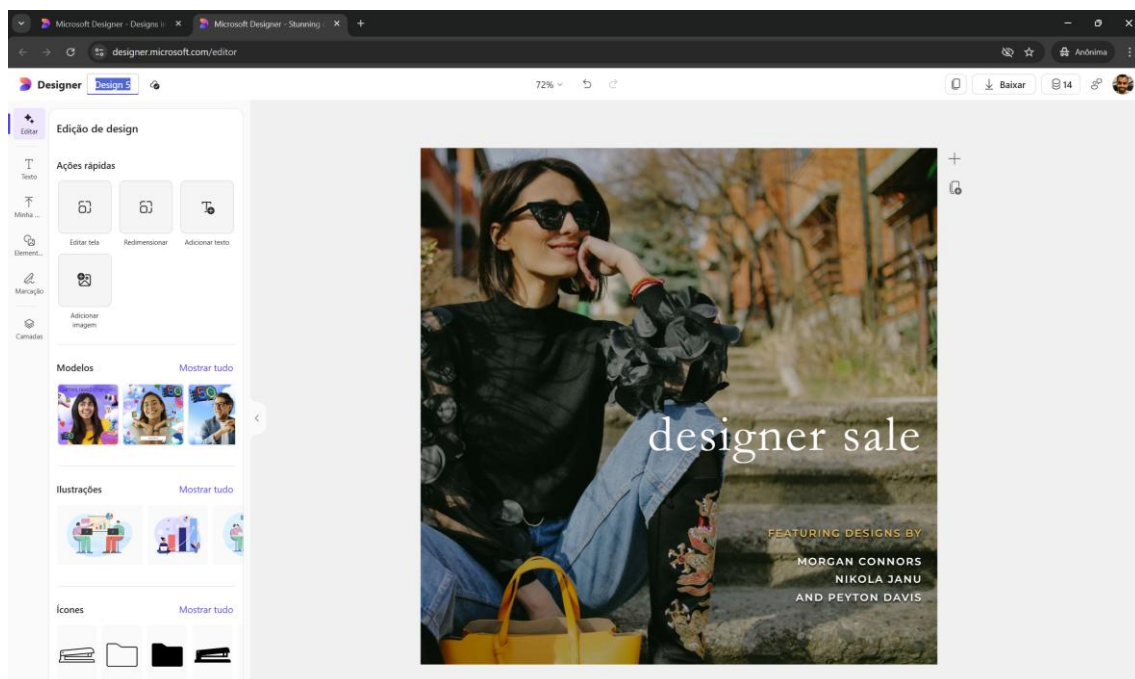 Microsoft Designer - Designs in
Microsoft Designer - Stunning
designer.microsoft.com/editor
Anônima
Designer
Design 5
72%
Baixar
14
Editar
Texto
Minha ...
Element...
Marcação
Camadas
Edição de design
Ações rápidas
Editar tela
Redimensionar
Adicionar texto
Adicionar
imagem
Modelos
Mostrar tudo
Ilustrações
Mostrar tudo
Ícones
Mostrar tudo
designer sale
FEATURING DESIGNS BY
MORGAN CONNORS
NIKOLA JANU
AND PEYTON DAVIS